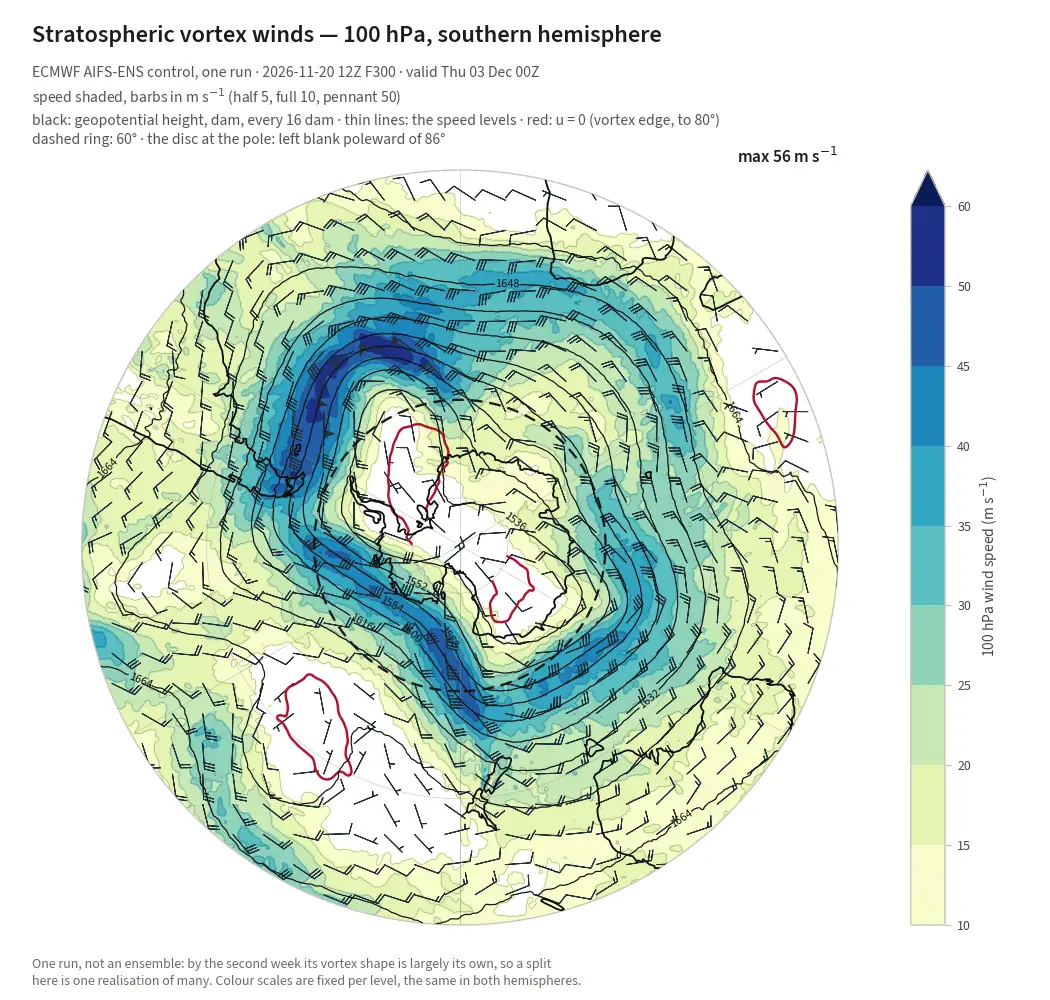 Stratospheric vortex winds — 100 hPa, southern hemisphere
ECMWF AIFS-ENS control, one run · 2026-11-20 12Z F300 · valid Thu 03 Dec 00Z
speed shaded, barbs in m s⁻¹ (half 5, full 10, pennant 50)
black: geopotential height, dam, every 16 dam · thin lines: the speed levels · red: u = 0 (vortex edge, to 80°)
dashed ring: 60° · the disc at the pole: left blank poleward of 86°
max 56 m s⁻¹
60
50
45
40
35
30
25
20
15
10
100 hPa wind speed (m s⁻¹)
1648
1664
1664
1536
1552
1584
1616
1600
1664
1632
1664
One run, not an ensemble: by the second week its vortex shape is largely its own, so a split
here is one realisation of many. Colour scales are fixed per level, the same in both hemispheres.